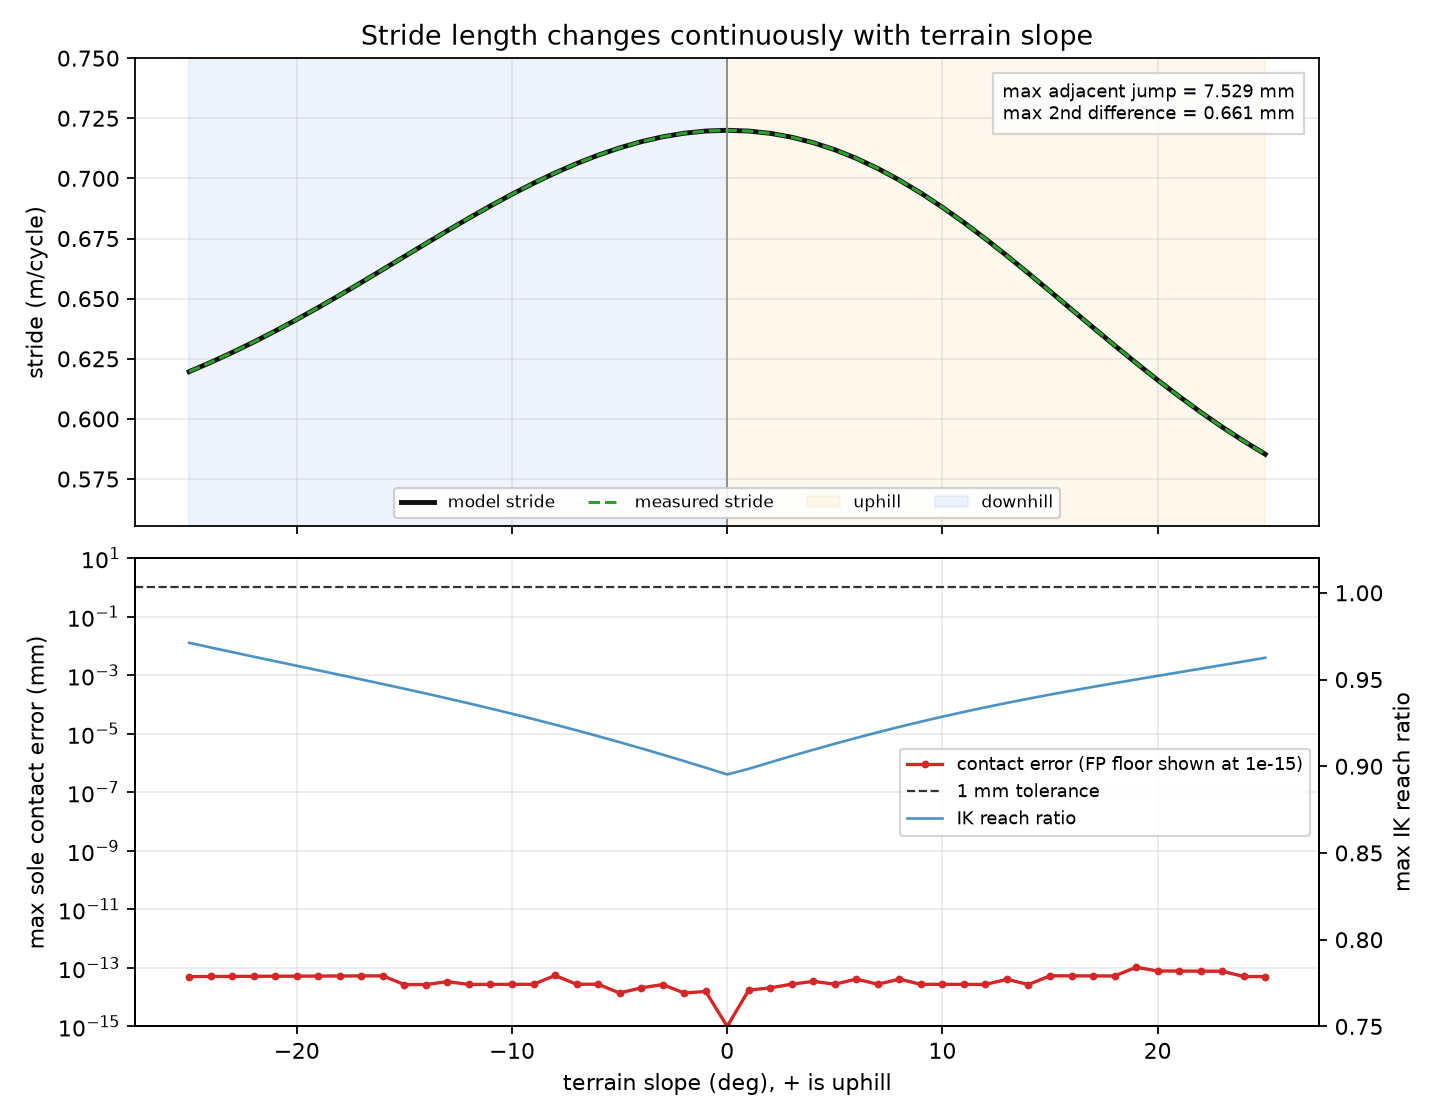 Stride length changes continuously with terrain slope
max adjacent jump = 7.529 mm
max 2nd difference = 0.661 mm
stride (m/cycle)
0.750
0.725
0.700
0.675
0.650
0.625
0.600
0.575
model stride
measured stride
uphill
downhill
max sole contact error (mm)
10¹
10⁻¹
10⁻³
10⁻⁵
10⁻⁷
10⁻⁹
10⁻¹¹
10⁻¹³
10⁻¹⁵
contact error (FP floor shown at 1e-15)
1 mm tolerance
IK reach ratio
1.00
0.95
0.90
0.85
0.80
0.75
max IK reach ratio
−20
−10
0
10
20
terrain slope (deg), + is uphill